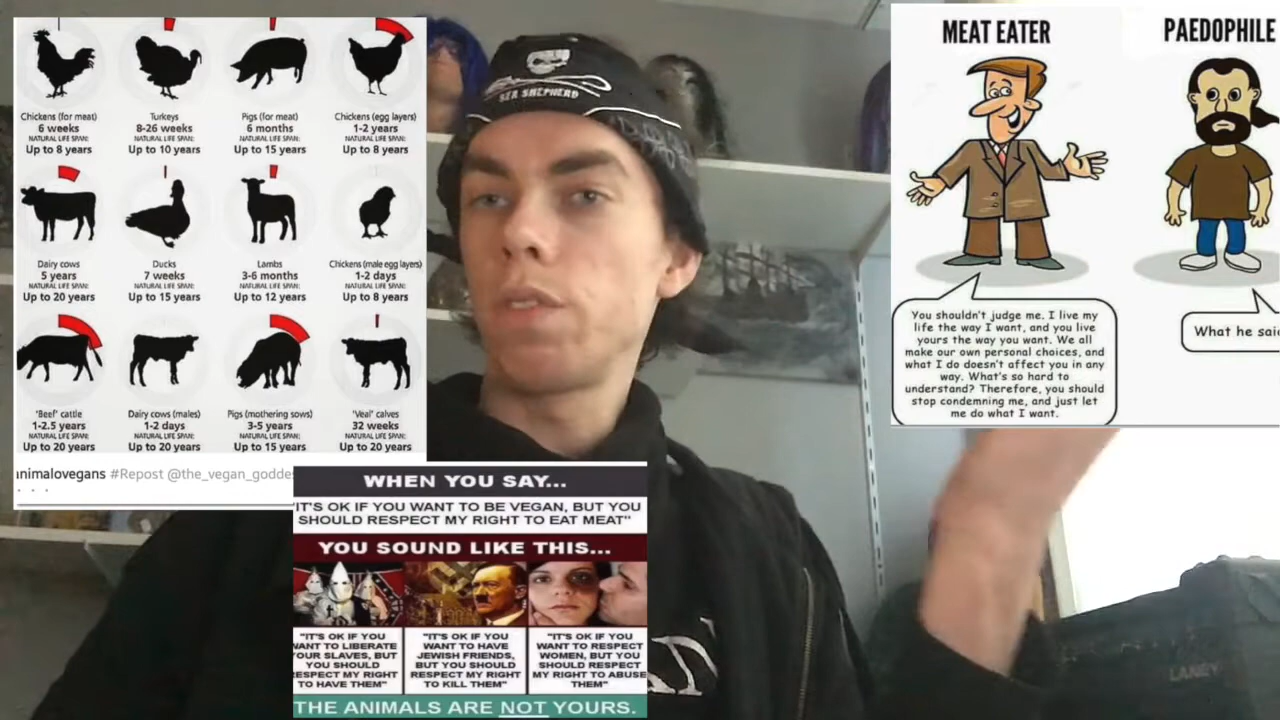 Chickens (for meat)
6 weeks
NATURAL LIFE SPAN:
Up to 8 years
Turkeys
8-26 weeks
NATURAL LIFE SPAN:
Up to 10 years
Pigs (for meat)
6 months
NATURAL LIFE SPAN:
Up to 15 years
Chickens (egg layers)
1-2 years
NATURAL LIFE SPAN:
Up to 8 years
Dairy cows
5 years
NATURAL LIFE SPAN:
Up to 20 years
Ducks
7 weeks
NATURAL LIFE SPAN:
Up to 15 years
Lambs
3-6 months
NATURAL LIFE SPAN:
Up to 12 years
Chickens (male egg layers)
1-2 days
NATURAL LIFE SPAN:
Up to 8 years
'Beef' cattle
1-2.5 years
NATURAL LIFE SPAN:
Up to 20 years
Dairy cows (males)
1-2 days
NATURAL LIFE SPAN:
Up to 20 years
Pigs (mothering sows)
3-5 years
NATURAL LIFE SPAN:
Up to 15 years
'Veal' calves
32 weeks
NATURAL LIFE SPAN:
Up to 20 years
animalovegans #Repost @the_vegan_goddes
SEA SHEPHERD
MEAT EATER
PAEDOPHILE
You shouldn't judge me. I live my
life the way I want, and you live
yours the way you want. We all
make our own personal choices, and
what I do doesn't affect you in any
way. What's so hard to
understand? Therefore, you should
stop condemning me, and just let
me do what I want.
What he said
WHEN YOU SAY...
"IT'S OK IF YOU WANT TO BE VEGAN, BUT YOU
SHOULD RESPECT MY RIGHT TO EAT MEAT"
YOU SOUND LIKE THIS...
"IT'S OK IF YOU
WANT TO LIBERATE
YOUR SLAVES, BUT
YOU SHOULD
RESPECT MY RIGHT
TO HAVE THEM"
"IT'S OK IF YOU
WANT TO HAVE
JEWISH FRIENDS,
BUT YOU SHOULD
RESPECT MY RIGHT
TO KILL THEM"
"IT'S OK IF YOU
WANT TO RESPECT
WOMEN, BUT YOU
SHOULD RESPECT
MY RIGHT TO ABUSE
THEM"
THE ANIMALS ARE NOT YOURS.
LANEY